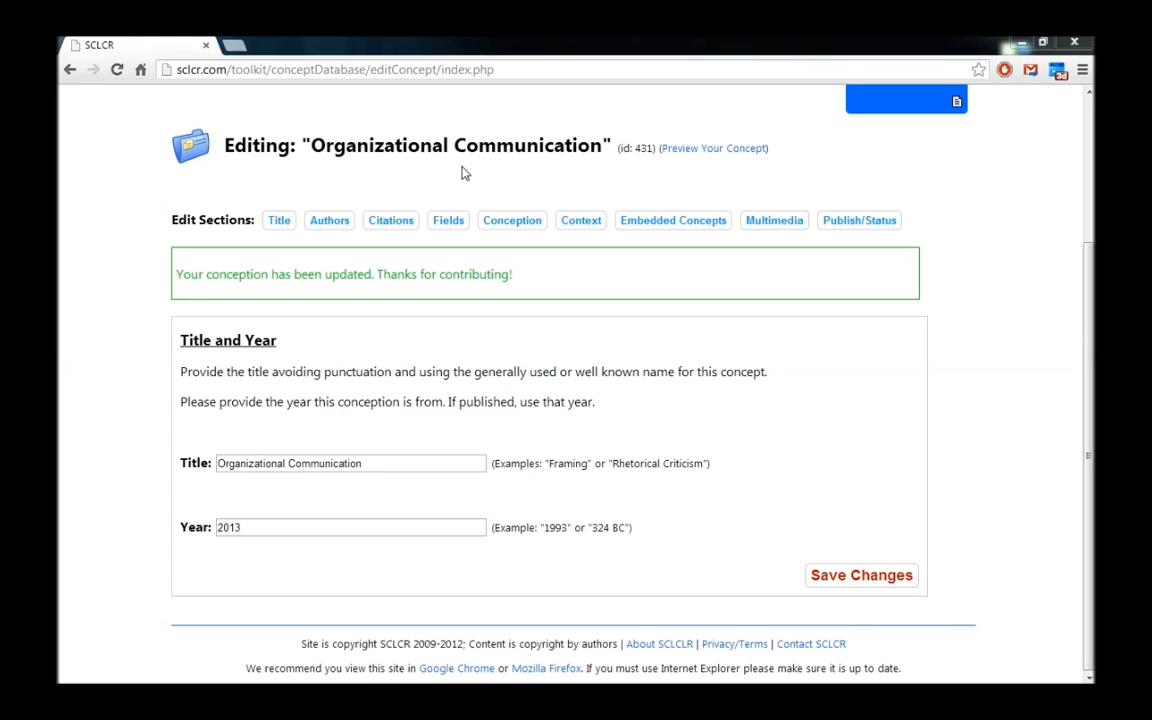 SCLCR
sclcr.com/toolkit/conceptDatabase/editConcept/index.php
Editing: "Organizational Communication" (id: 431) (Preview Your Concept)
Edit Sections: Title Authors Citations Fields Conception Context Embedded Concepts Multimedia Publish/Status
Your conception has been updated. Thanks for contributing!
Title and Year
Provide the title avoiding punctuation and using the generally used or well known name for this concept.
Please provide the year this conception is from. If published, use that year.
Title: Organizational Communication (Examples: "Framing" or "Rhetorical Criticism")
Year: 2013 (Example: "1993" or "324 BC")
Save Changes
Site is copyright SCLCR 2009-2012; Content is copyright by authors | About SCLCLR | Privacy/Terms | Contact SCLCR
We recommend you view this site in Google Chrome or Mozilla Firefox. If you must use Internet Explorer please make sure it is up to date.